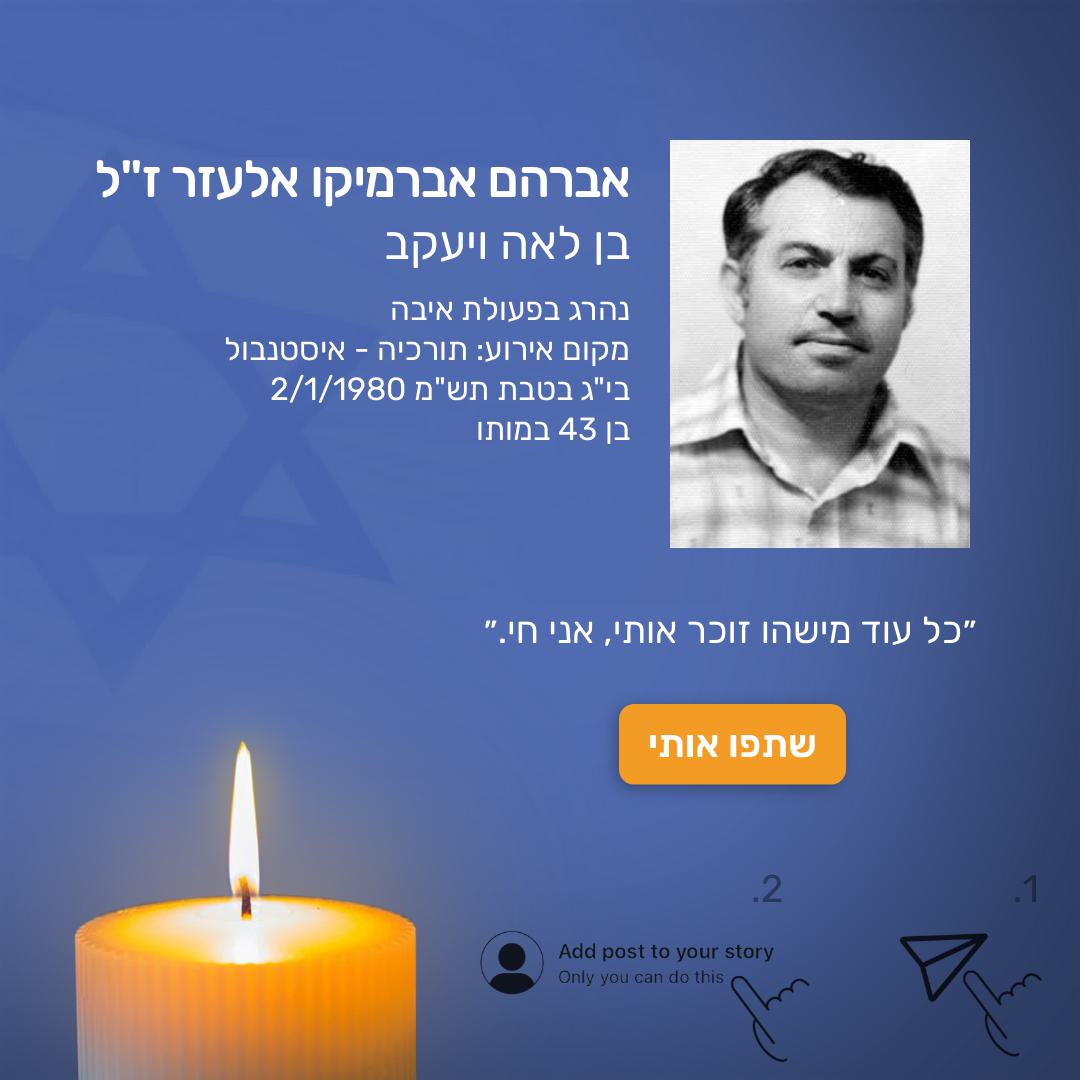 אברהם אברמיקו אלעזר ז"ל
בן לאה ויעקב
נהרג בפעולת איבה
מקום אירוע: תורכיה - איסטנבול
בי"ג בטבת תש"מ 2/1/1980
בן 43 במותו
״כל עוד מישהו זוכר אותי, אני חי.״
שתפו אותי
1.
2.
Add post to your story
Only you can do this